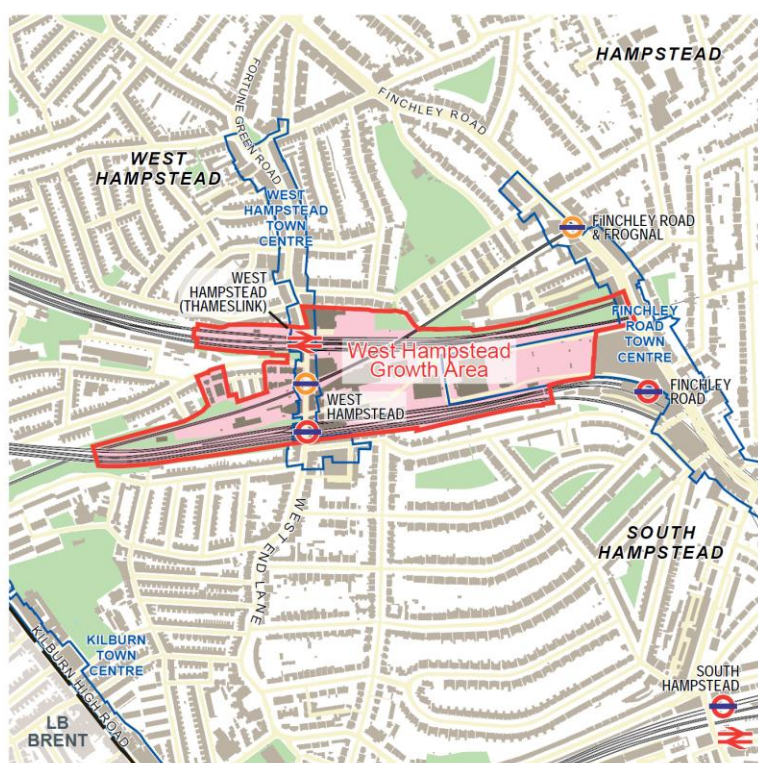 HAMPSTEAD
FORTUNE GREEN ROAD
FINCHLEY ROAD
WEST
HAMPSTEAD
WEST
HAMPSTEAD
TOWN
CENTRE
FiINCHLEY ROAD
& FROGNAL
WEST
HAMPSTEAD
(THAMESLINK)
FINCHLEY
ROAD
TOWN
CENTRE
West Hampstead
Growth Area
FINCHLEY
ROAD
WEST
HAMPSTEAD
WEST END LANE
SOUTH
HAMPSTEAD
KILBURN
TOWN
CENTRE
KILBURN HIGH ROAD
SOUTH
HAMPSTEAD
LB
BRENT